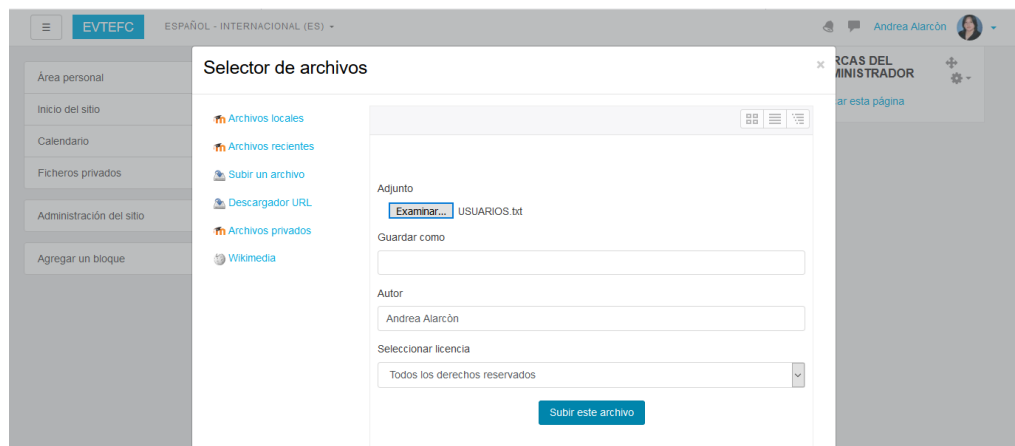 EVTEFC
ESPAÑOL - INTERNACIONAL (ES)
Andrea Alarcòn
Área personal
Inicio del sitio
Calendario
Ficheros privados
Administración del sitio
Agregar un bloque
Selector de archivos
×
Archivos locales
Archivos recientes
Subir un archivo
Descargador URL
Archivos privados
Wikimedia
Adjunto
Examinar... USUARIOS.txt
Guardar como
Autor
Andrea Alarcòn
Seleccionar licencia
Todos los derechos reservados
Subir este archivo
RCAS DEL
MINISTRADOR
ar esta página